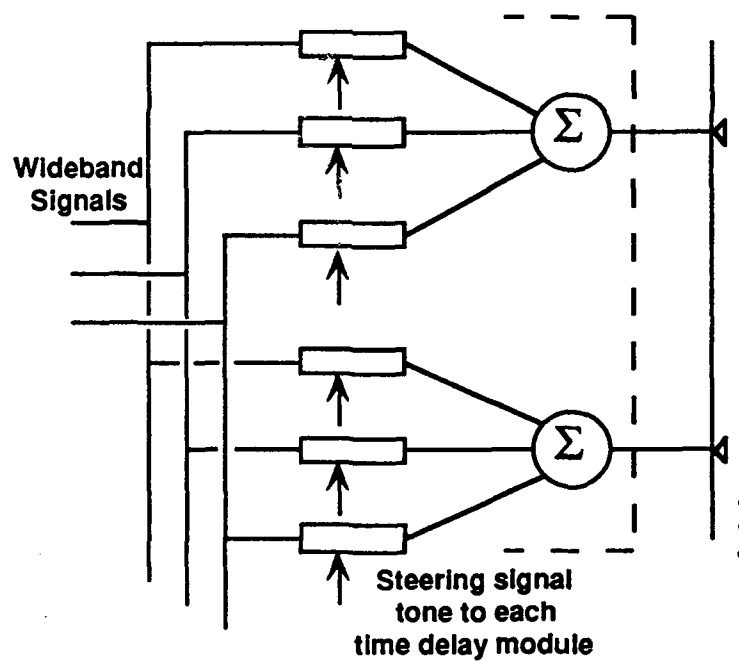 Σ
Wideband
Signals
Σ
Steering signal
tone to each
time delay module